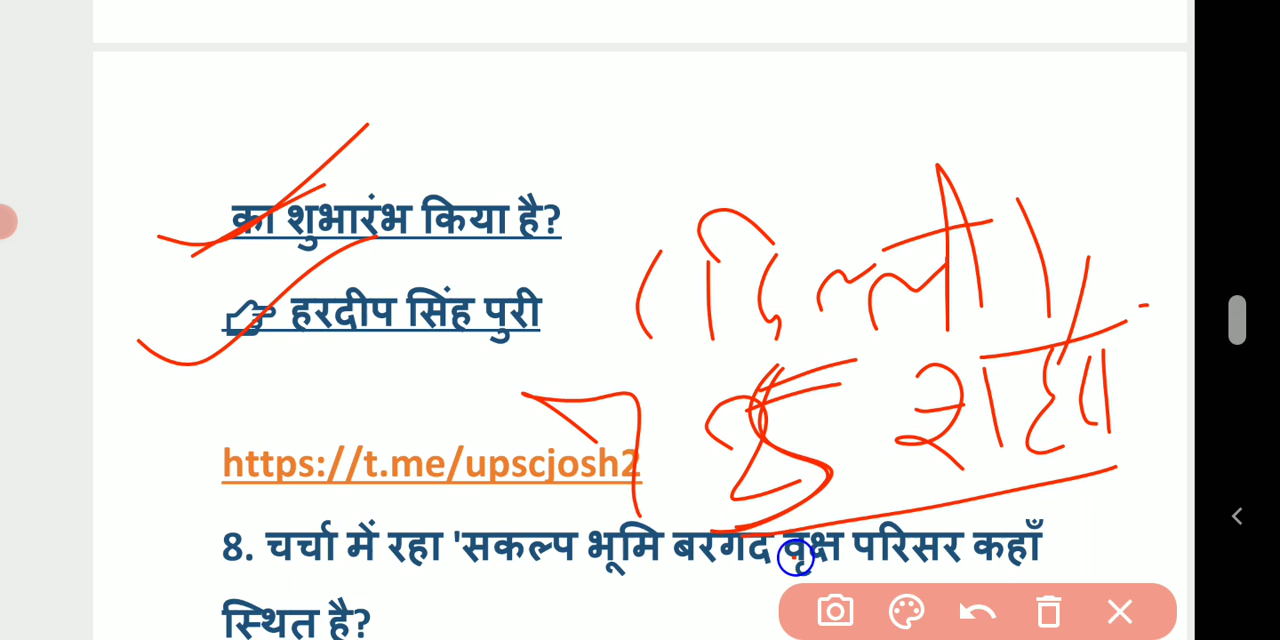 का शुभारंभ किया है?
👉 हरदीप सिंह पुरी
(दिल्ली)
https://t.me/upscjosh2
8. चर्चा में रहा 'सकल्प भूमि बरगद वृक्ष परिसर कहाँ
स्थित है?